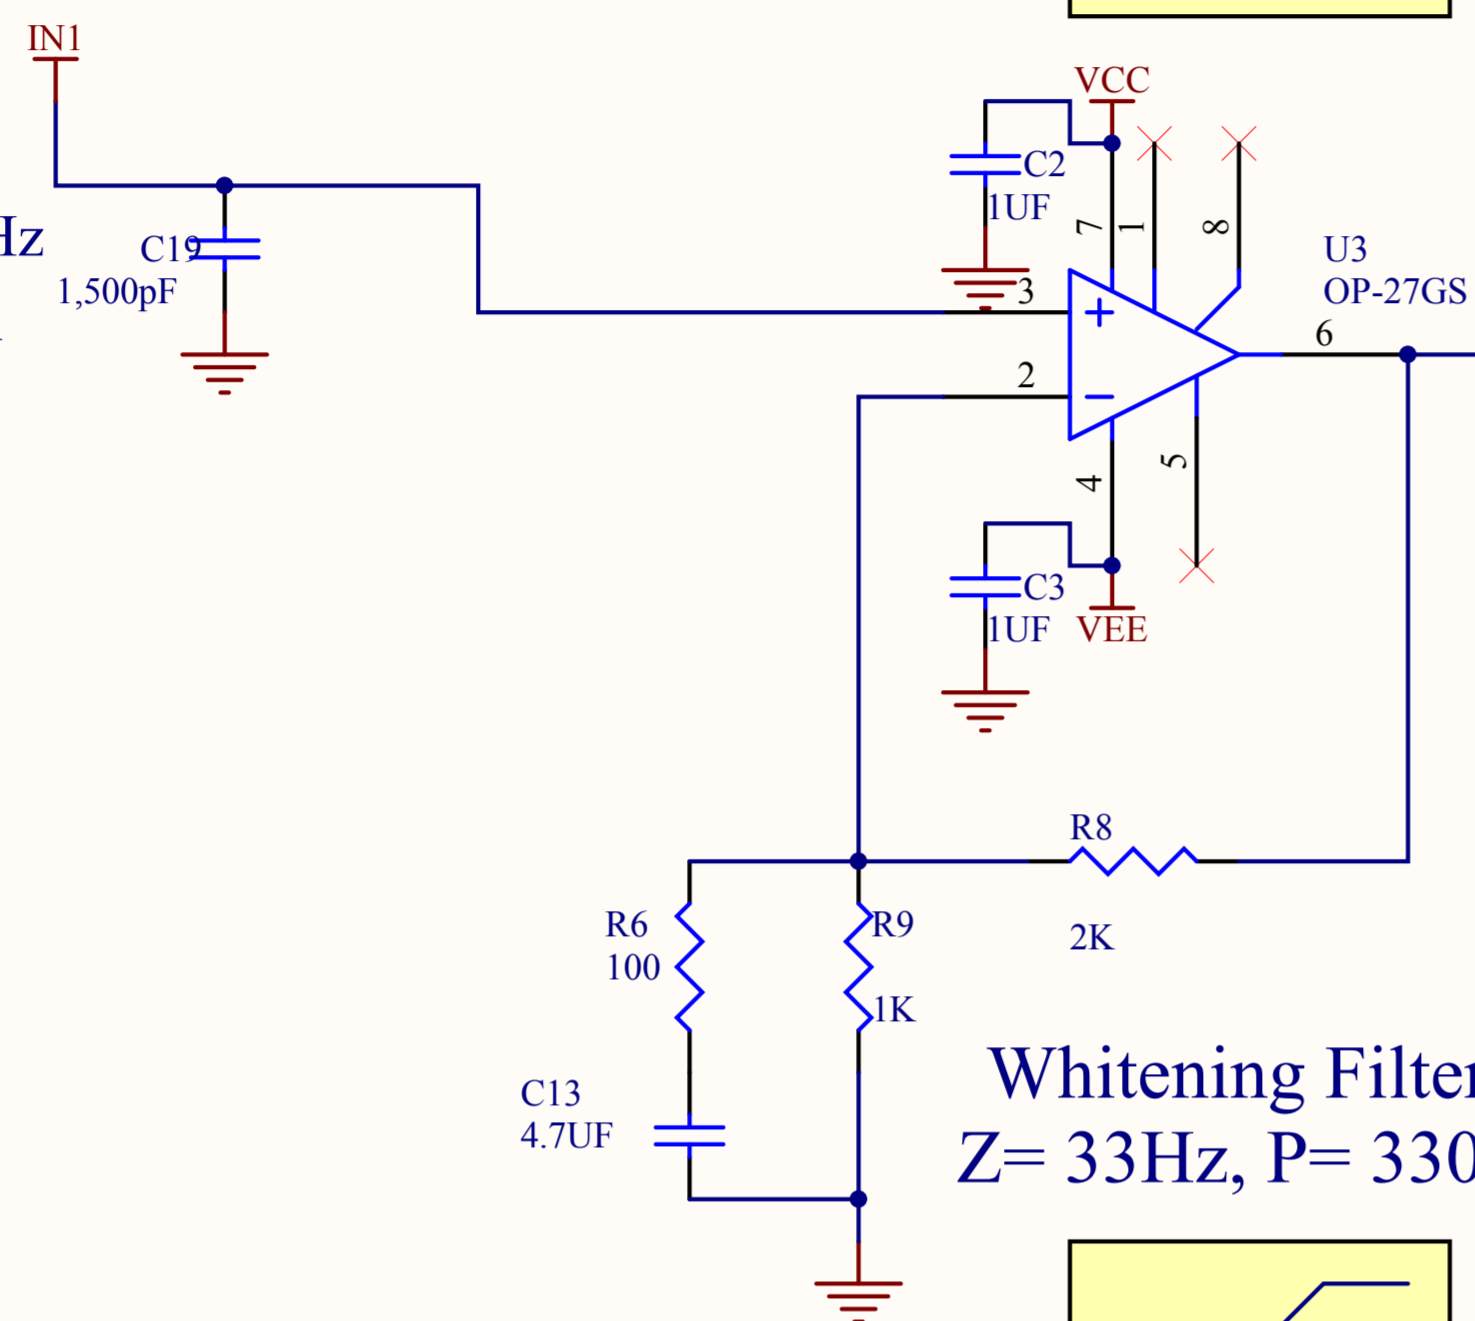 IN1
VCC
C2
1UF
7
1
8
Hz
C19
1,500pF
U3
OP-27GS
3
6
2
4
5
C3
1UF
VEE
R8
2K
R6
100
R9
1K
C13
4.7UF
Whitening Filter
Z= 33Hz, P= 330